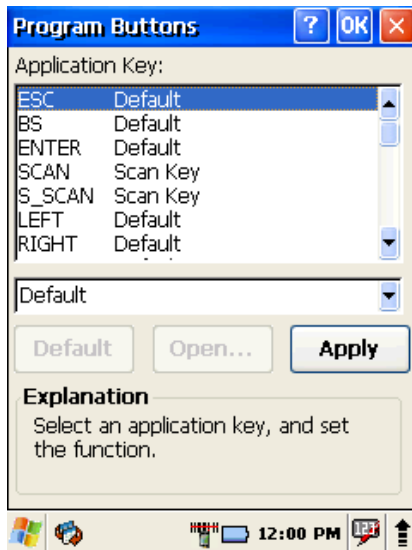 Program Buttons ? OK
Application Key:
ESC Default
BS Default
ENTER Default
SCAN Scan Key
S_SCAN Scan Key
LEFT Default
RIGHT Default
Default
Default Open... Apply
Explanation
Select an application key, and set
the function.
12:00 PM 123